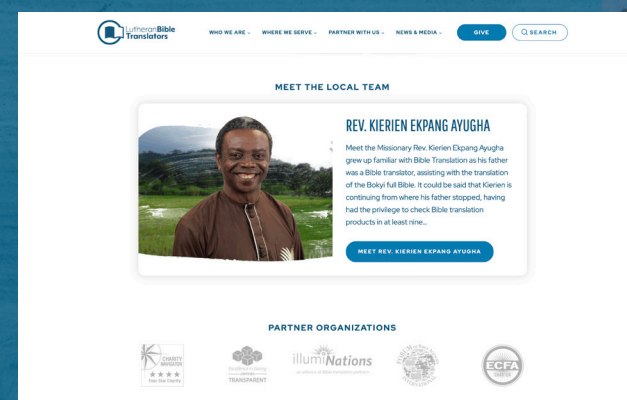 Lutheran Bible
Translators
WHO WE ARE
WHERE WE SERVE
PARTNER WITH US
NEWS & MEDIA
GIVE
SEARCH
MEET THE LOCAL TEAM
REV. KIERIEN EKPANG AYUGHA
Meet the Missionary Rev. Kierien Ekpang Ayugha
grew up familiar with Bible Translation as his father
was a Bible translator, assisting with the translation
of the Bokyi full Bible. It could be said that Kierien is
continuing from where his father stopped, having
had the privilege to check Bible translation
products in at least nine...
MEET REV. KIERIEN EKPANG AYUGHA
PARTNER ORGANIZATIONS
CHARITY
NAVIGATOR
Four Star Charity
TRANSPARENT
illumiNations
ECFA